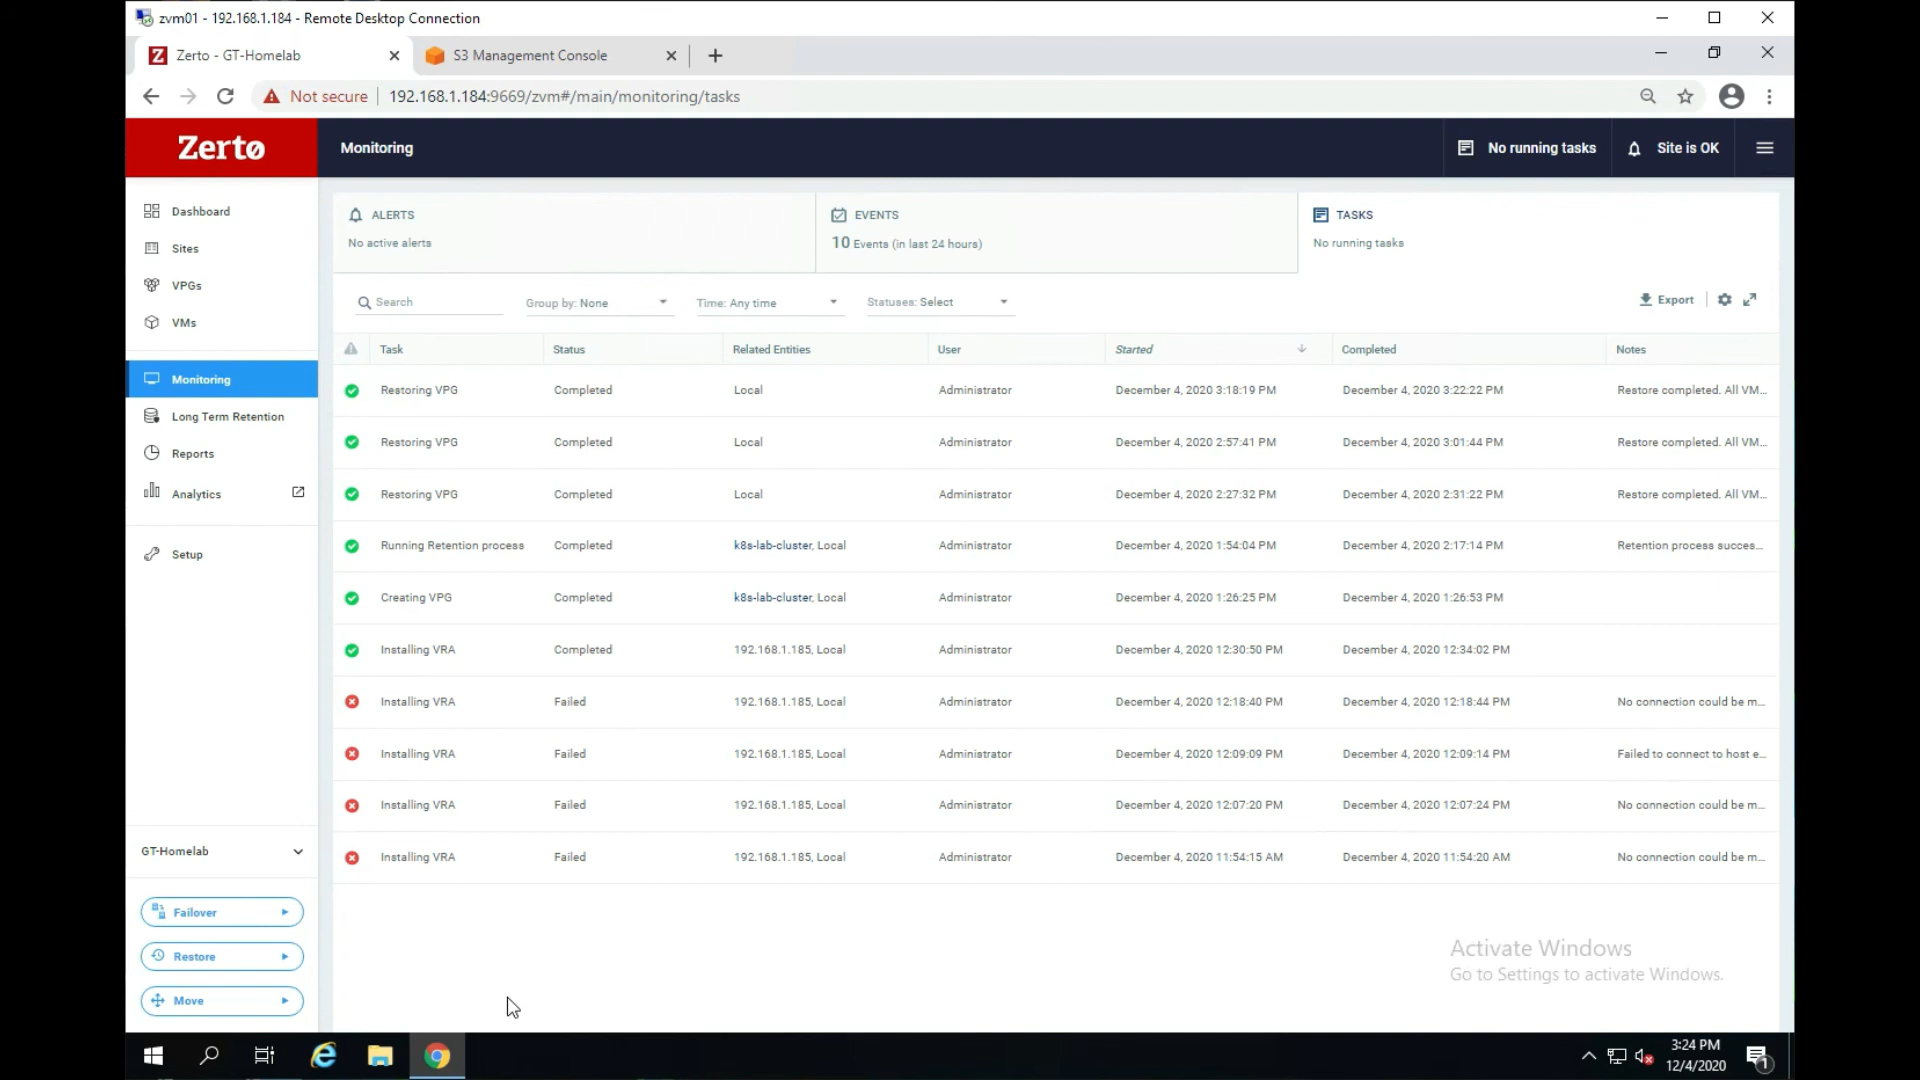 zvm01 - 192.168.1.184 - Remote Desktop Connection
Zerto - GT-Homelab
S3 Management Console
Not secure
192.168.1.184:9669/zvm#/main/monitoring/tasks
Zerto
Monitoring
No running tasks
Site is OK
Dashboard
Sites
VPGs
VMs
Monitoring
Long Term Retention
Reports
Analytics
Setup
GT-Homelab
Failover
Restore
Move
ALERTS
No active alerts
EVENTS
10 Events (in last 24 hours)
TASKS
No running tasks
Search
Group by: None
Time: Any time
Statuses: Select
Export
Task Status Related Entities User Started Completed Notes
Restoring VPG Completed Local Administrator December 4, 2020 3:18:19 PM December 4, 2020 3:22:22 PM Restore completed. All VM...
Restoring VPG Completed Local Administrator December 4, 2020 2:57:41 PM December 4, 2020 3:01:44 PM Restore completed. All VM...
Restoring VPG Completed Local Administrator December 4, 2020 2:27:32 PM December 4, 2020 2:31:22 PM Restore completed. All VM...
Running Retention process Completed k8s-lab-cluster, Local Administrator December 4, 2020 1:54:04 PM December 4, 2020 2:17:14 PM Retention process succes...
Creating VPG Completed k8s-lab-cluster, Local Administrator December 4, 2020 1:26:25 PM December 4, 2020 1:26:53 PM
Installing VRA Completed 192.168.1.185, Local Administrator December 4, 2020 12:30:50 PM December 4, 2020 12:34:02 PM
Installing VRA Failed 192.168.1.185, Local Administrator December 4, 2020 12:18:40 PM December 4, 2020 12:18:44 PM No connection could be m...
Installing VRA Failed 192.168.1.185, Local Administrator December 4, 2020 12:09:09 PM December 4, 2020 12:09:14 PM Failed to connect to host e...
Installing VRA Failed 192.168.1.185, Local Administrator December 4, 2020 12:07:20 PM December 4, 2020 12:07:24 PM No connection could be m...
Installing VRA Failed 192.168.1.185, Local Administrator December 4, 2020 11:54:15 AM December 4, 2020 11:54:20 AM No connection could be m...
Activate Windows
Go to Settings to activate Windows.
3:24 PM
12/4/2020
1